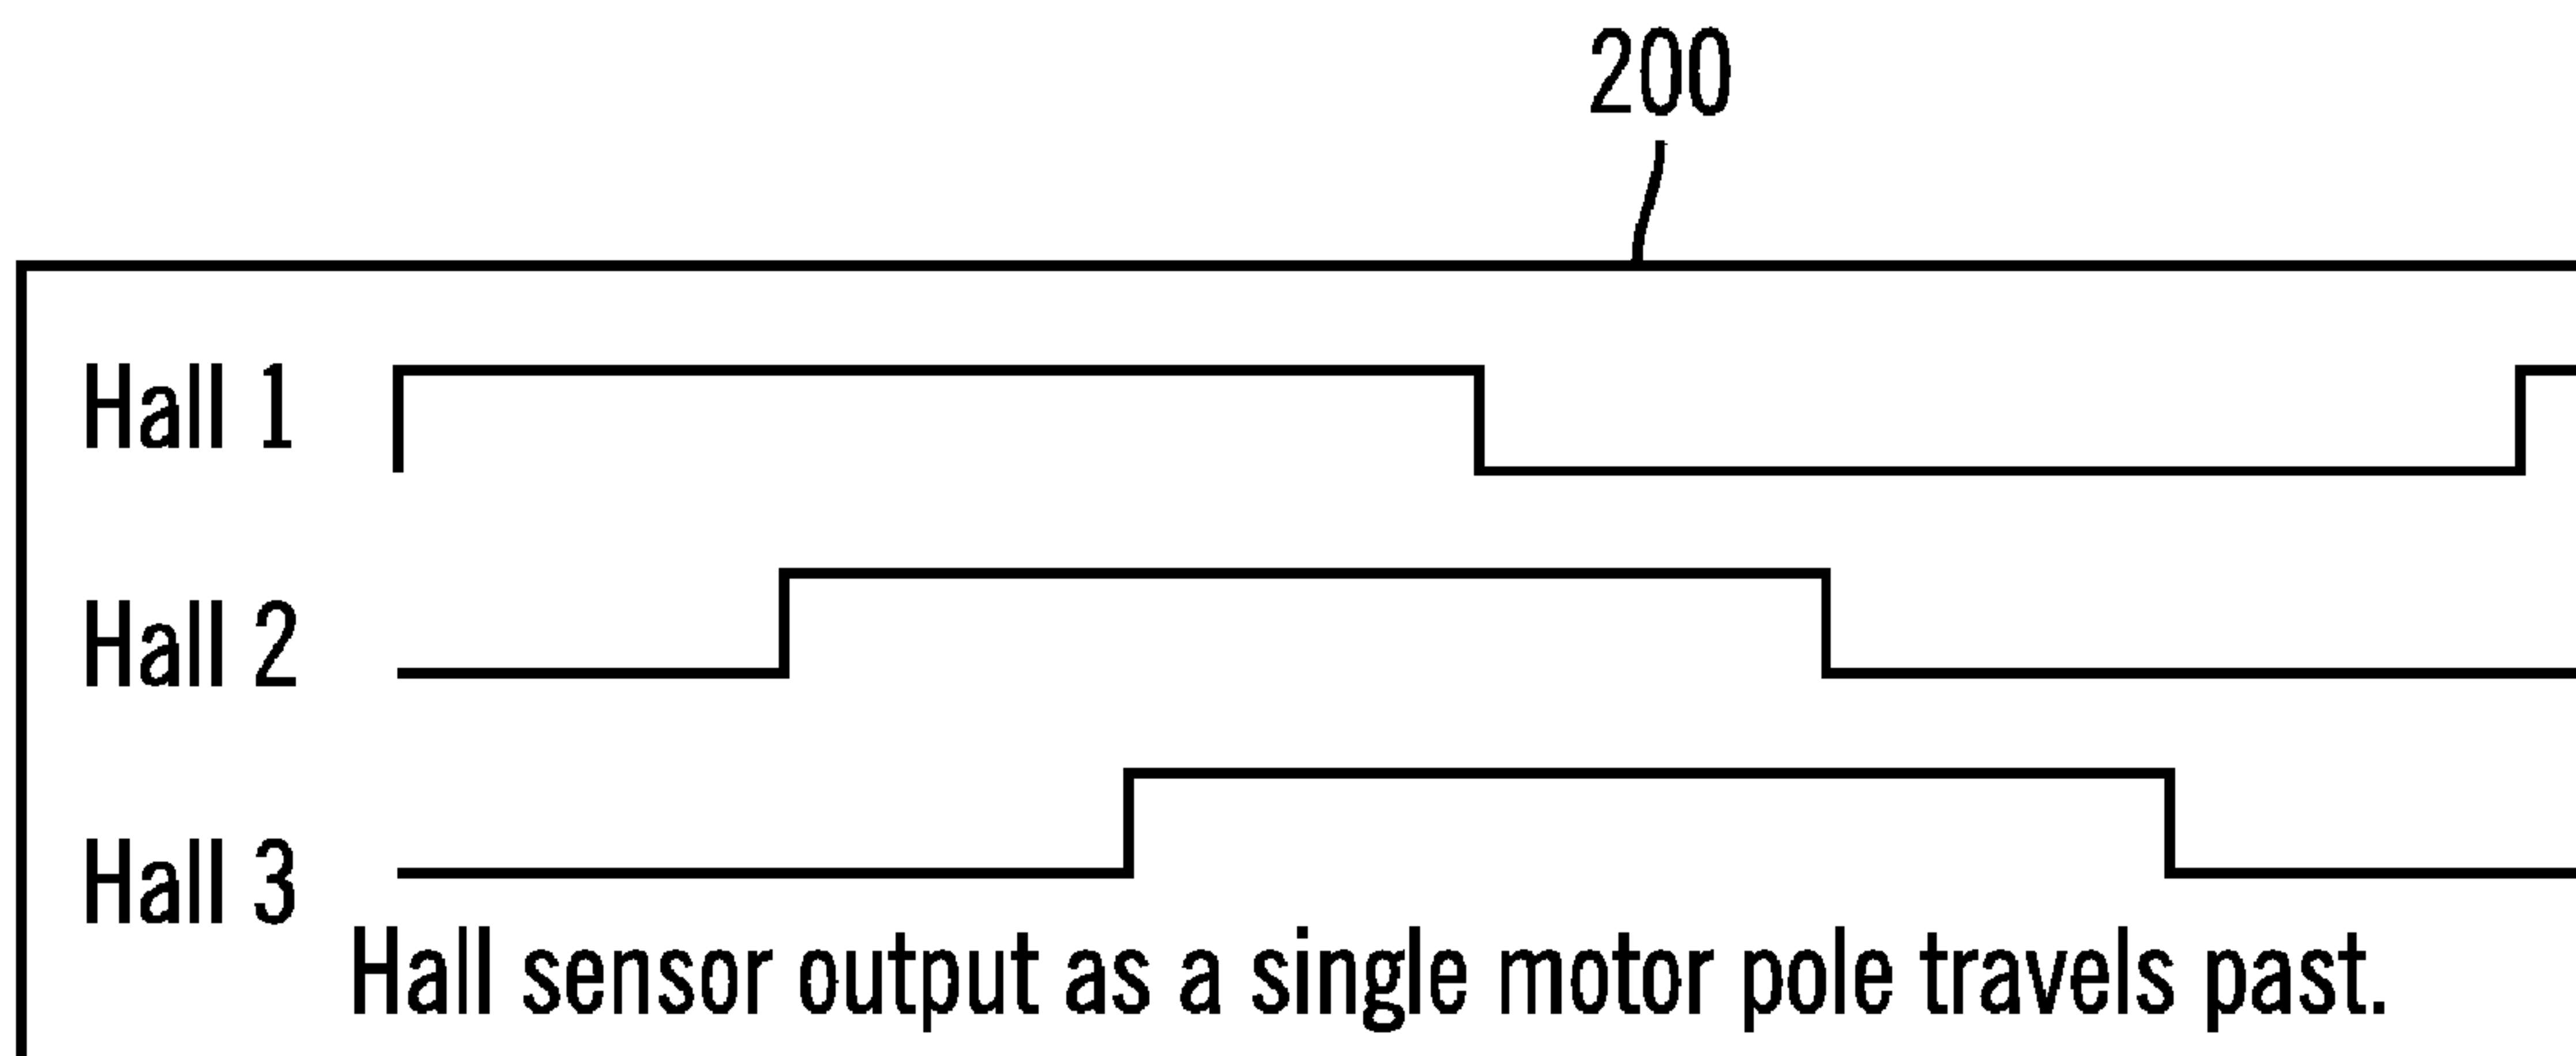 200
Hall 1
Hall 2
Hall 3
Hall sensor output as a single motor pole travels past.